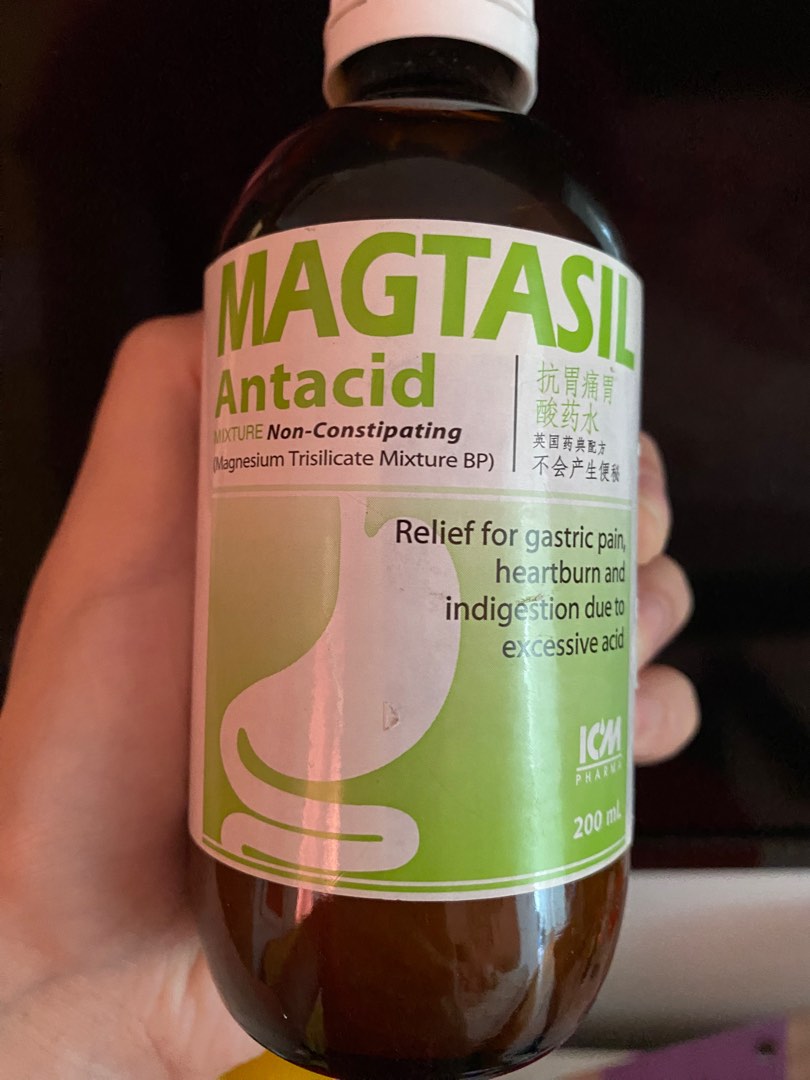 MAGTASIL
Antacid
MIXTURE Non-Constipating
(Magnesium Trisilicate Mixture BP)
抗胃痛胃
酸药水
英国药典配方
不会产生便秘
Relief for gastric pain,
heartburn and
indigestion due to
excessive acid
ICM
PHARMA
200 mL